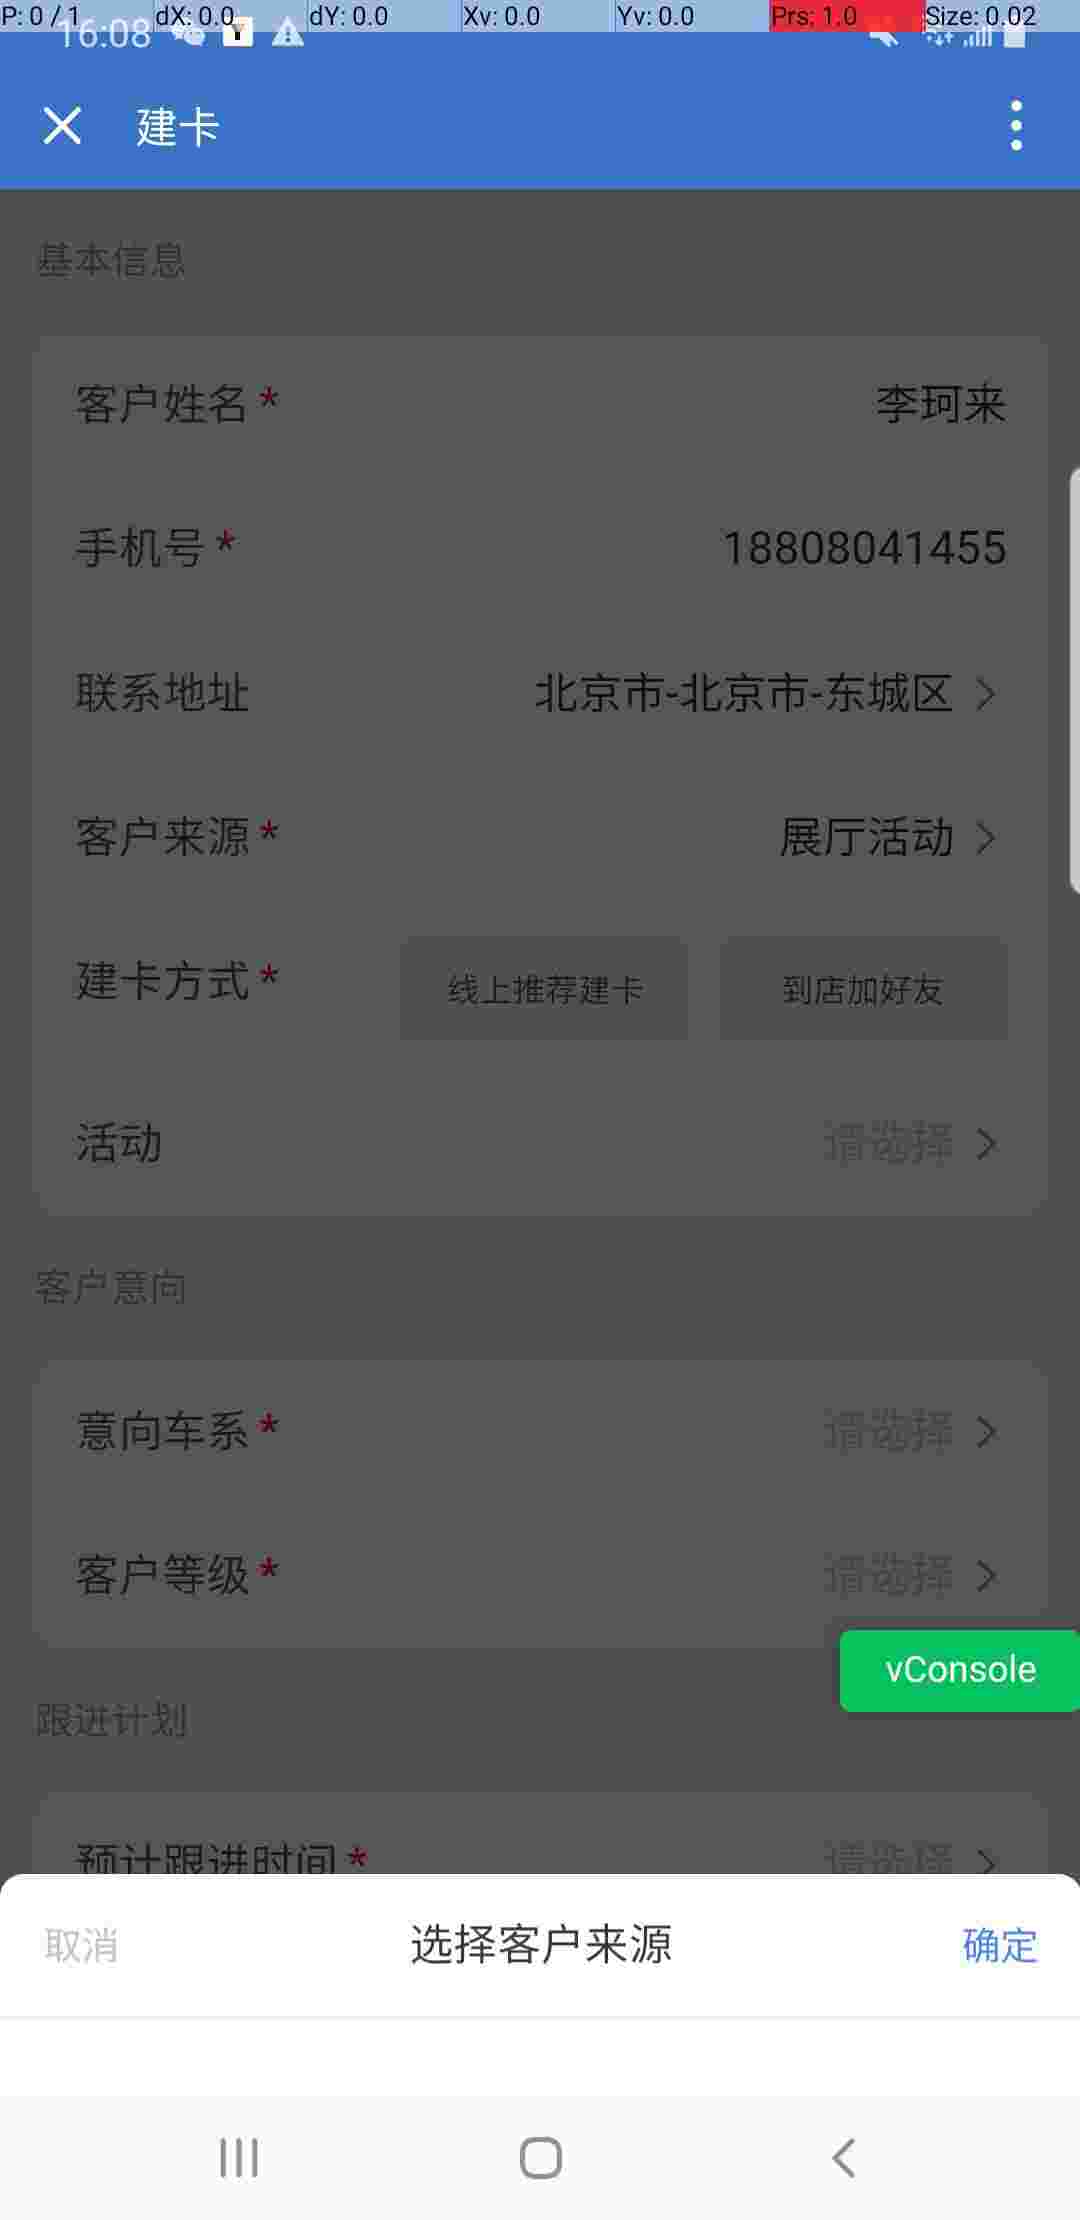 P: 0 / 1 dX: 0.0 dY: 0.0 Xv: 0.0 Yv: 0.0 Prs: 1.0 Size: 0.02
16:08
建卡
基本信息
客户姓名 * 李珂来
手机号 * 18808041455
联系地址 北京市-北京市-东城区
客户来源 * 展厅活动
建卡方式 * 线上推荐建卡 到店加好友
活动 请选择
客户意向
意向车系 * 请选择
客户等级 * 请选择
vConsole
跟进计划
预计跟进时间 * 请选择
取消 选择客户来源 确定